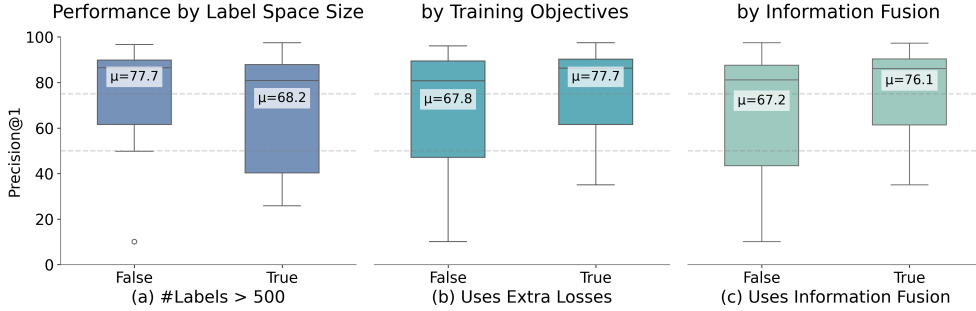 Performance by Label Space Size
by Training Objectives
by Information Fusion
Precision@1
100
80
60
40
20
0
μ=77.7
μ=68.2
μ=67.8
μ=77.7
μ=67.2
μ=76.1
False
True
False
True
False
True
(a) #Labels > 500
(b) Uses Extra Losses
(c) Uses Information Fusion